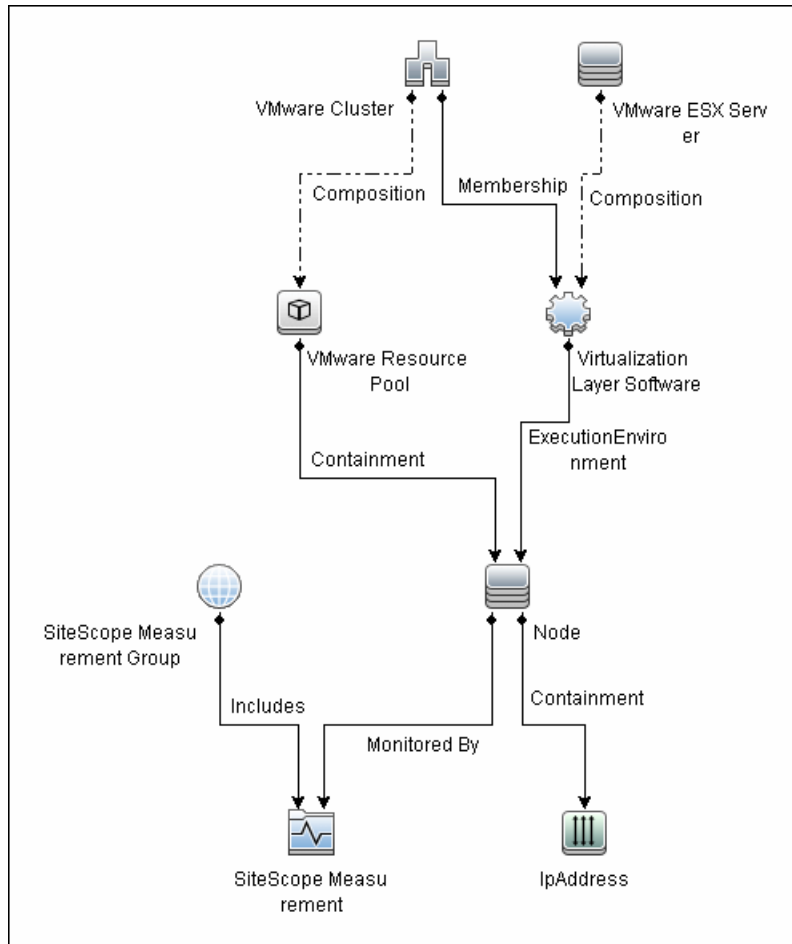 VMware Cluster
VMware ESX Serv
er
Composition
Membership
Composition
VMware Resource
Pool
Virtualization
Layer Software
Containment
ExecutionEnviro
nment
SiteScope Measu
rement Group
Node
Includes
Containment
Monitored By
SiteScope Measu
rement
IpAddress